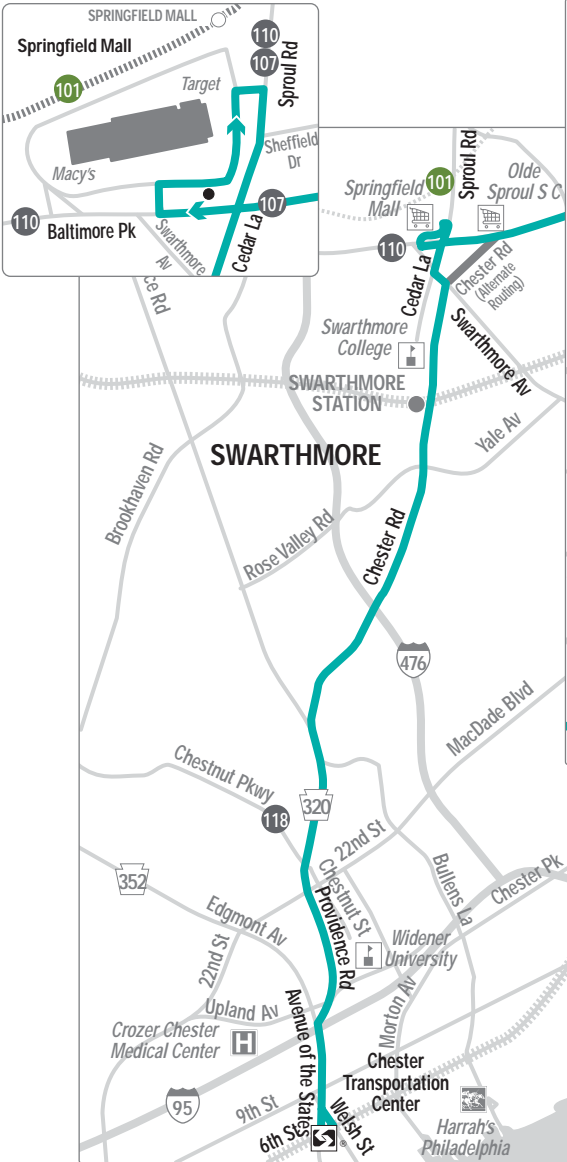 SPRINGFIELD MALL
Springfield Mall
110
107
Sproul Rd
101
Target
Sheffield
Dr
Macy's
107
110
Baltimore Pk
Swarthmore
Av
Cedar La
ce Rd
Sproul Rd
Olde
Sproul S C
Springfield
Mall
101
110
Cedar La
Chester Rd
(Alternate
Routing)
Swarthmore
College
Swarthmore Av
SWARTHMORE
STATION
Yale Av
SWARTHMORE
Brookhaven Rd
Rose Valley Rd
Chester Rd
476
MacDade Blvd
Chestnut Pkwy
320
118
22nd St
352
Chestnut St
Bullens La
Chester Pk
Edgmont Av
Providence Rd
22nd St
Widener
University
Upland Av
Morton Av
Crozer Chester
Medical Center
H
Avenue of the States
Chester
Transportation
Center
95
9th St
Welsh St
6th St
®
Harrah's
Philadelphia